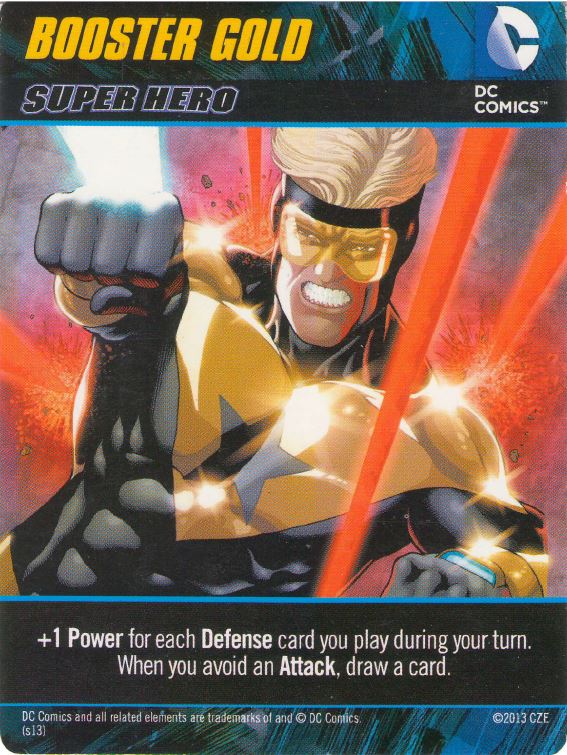 BOOSTER GOLD
SUPER HERO
DC
COMICS™
+1 Power for each Defense card you play during your turn.
When you avoid an Attack, draw a card.
DC Comics and all related elements are trademarks of and © DC Comics.
(s13)
©2013 CZE